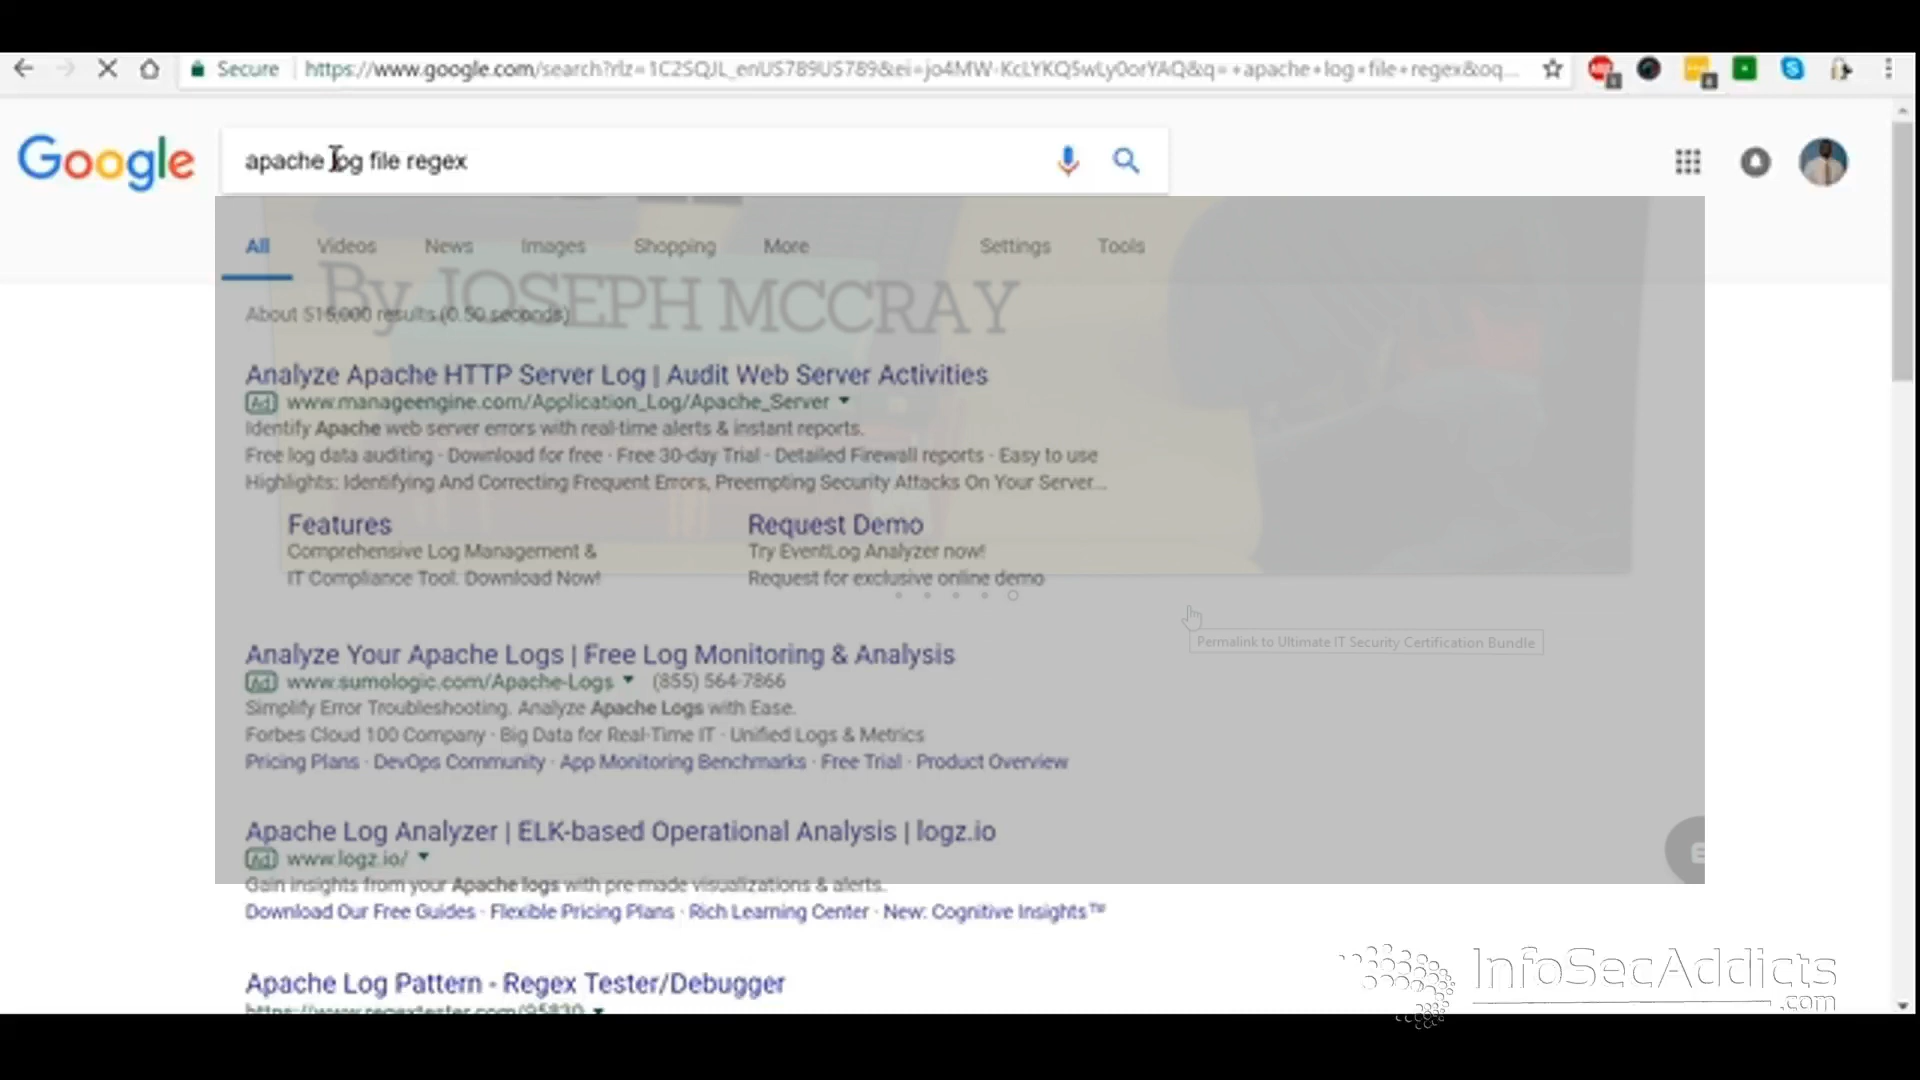 Secure https://www.google.com/search?rlz=1C2SQJL_enUS789US789&ei=jo4MW-KcLYKQ5wLy0orYAQ&q=+apache+log+file+regex&oq...
Google apache log file regex
All Videos News Images Shopping More Settings Tools
By JOSEPH MCCRAY
About 515,000 results (0.50 seconds)
Analyze Apache HTTP Server Log | Audit Web Server Activities
Ad www.manageengine.com/Application_Log/Apache_Server
Identify Apache web server errors with real-time alerts & instant reports.
Free log data auditing · Download for free · Free 30-day Trial · Detailed Firewall reports · Easy to use
Highlights: Identifying And Correcting Frequent Errors, Preempting Security Attacks On Your Server...
Features Request Demo
Comprehensive Log Management & Try EventLog Analyzer now!
IT Compliance Tool. Download Now! Request for exclusive online demo
Permalink to Ultimate IT Security Certification Bundle
Analyze Your Apache Logs | Free Log Monitoring & Analysis
Ad www.sumologic.com/Apache-Logs (855) 564-7866
Simplify Error Troubleshooting. Analyze Apache Logs with Ease.
Forbes Cloud 100 Company · Big Data for Real-Time IT · Unified Logs & Metrics
Pricing Plans · DevOps Community · App Monitoring Benchmarks · Free Trial · Product Overview
Apache Log Analyzer | ELK-based Operational Analysis | logz.io
Ad www.logz.io/
Gain insights from your Apache logs with pre-made visualizations & alerts.
Download Our Free Guides · Flexible Pricing Plans · Rich Learning Center · New: Cognitive Insights™
Apache Log Pattern - Regex Tester/Debugger
https://www.regextester.com/95830
InfoSecAddicts
.com